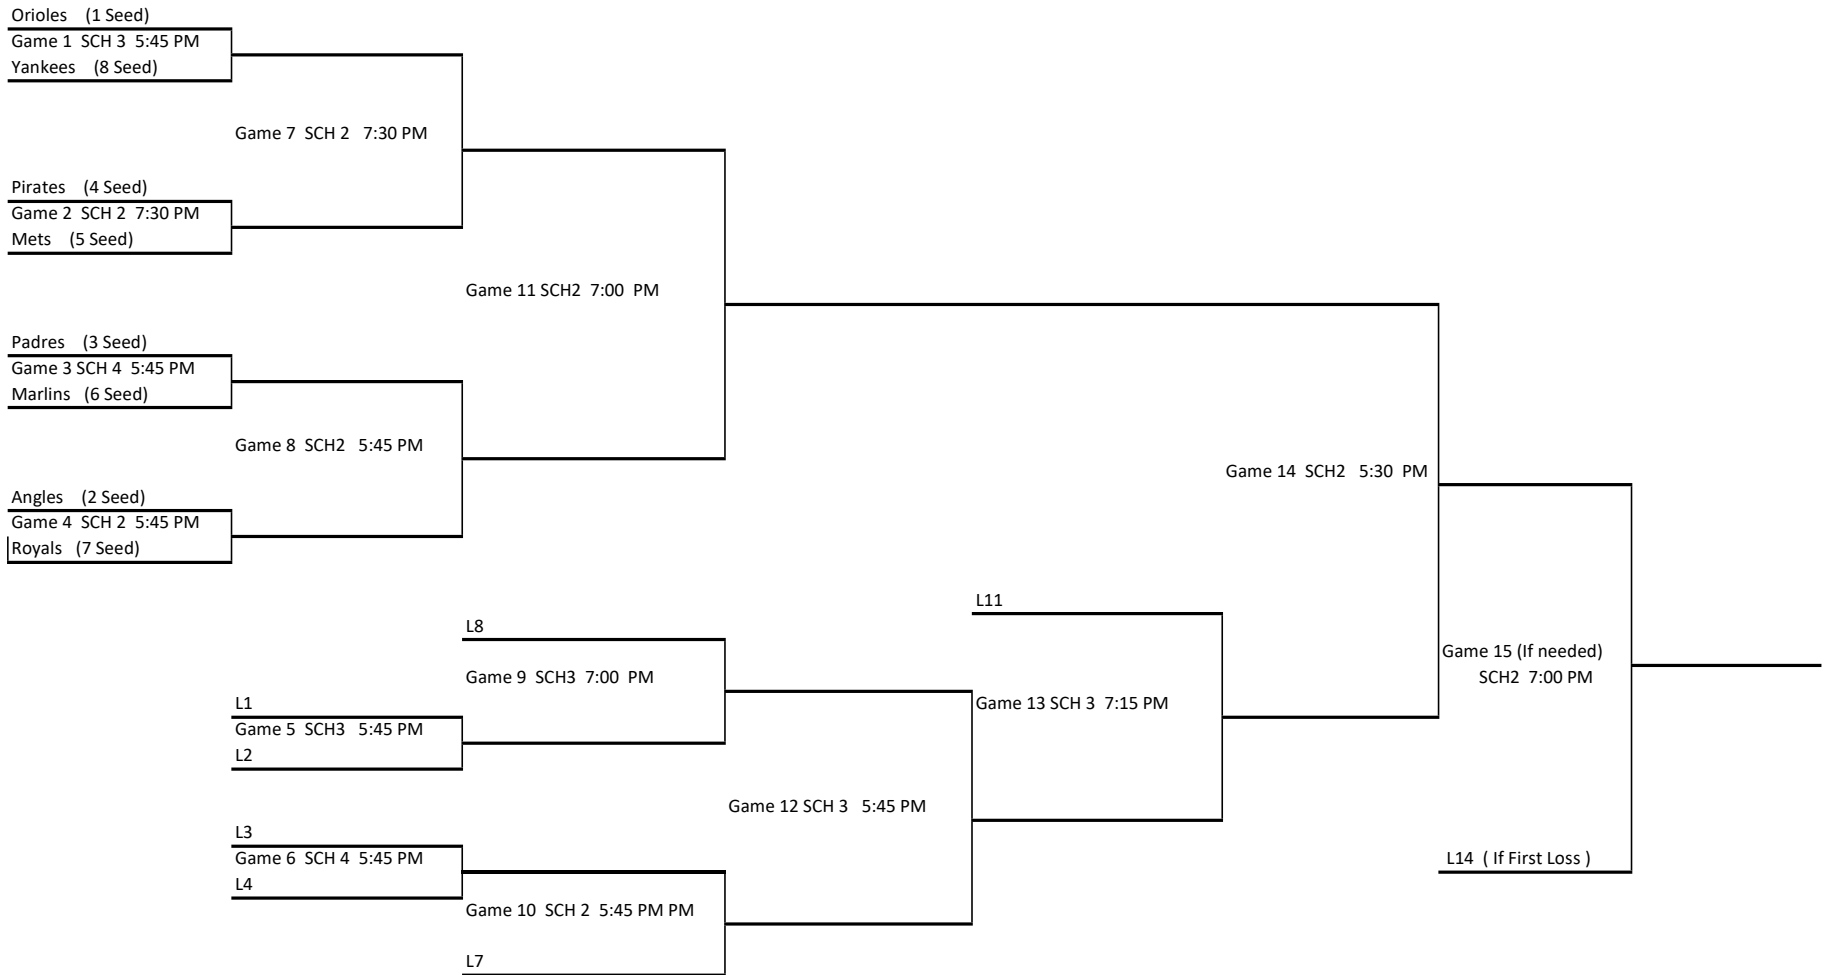 Orioles (1 Seed)
Game 1 SCH 3 5:45 PM
Yankees (8 Seed)
Game 7 SCH 2 7:30 PM
Pirates (4 Seed)
Game 2 SCH 2 7:30 PM
Mets (5 Seed)
Game 11 SCH2 7:00 PM
Padres (3 Seed)
Game 3 SCH 4 5:45 PM
Marlins (6 Seed)
Game 8 SCH2 5:45 PM
Game 14 SCH2 5:30 PM
Angles (2 Seed)
Game 4 SCH 2 5:45 PM
Royals (7 Seed)
L11
L8
Game 15 (If needed)
SCH2 7:00 PM
Game 9 SCH3 7:00 PM
L1
Game 13 SCH 3 7:15 PM
Game 5 SCH3 5:45 PM
L2
Game 12 SCH 3 5:45 PM
L3
Game 6 SCH 4 5:45 PM
L14 ( If First Loss )
L4
Game 10 SCH 2 5:45 PM PM
L7